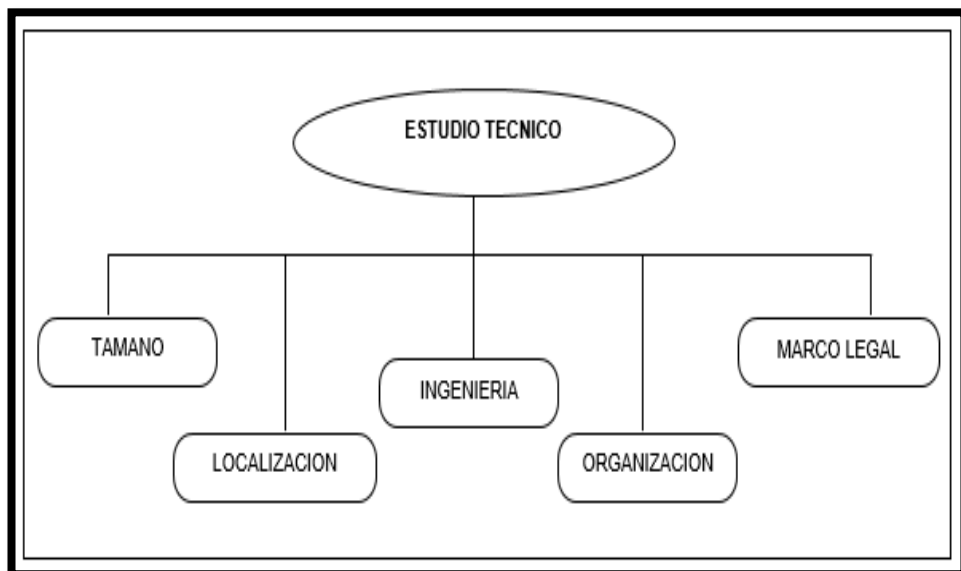 ESTUDIO TECNICO
TAMANO
MARCO LEGAL
INGENIERIA
LOCALIZACION
ORGANIZACION